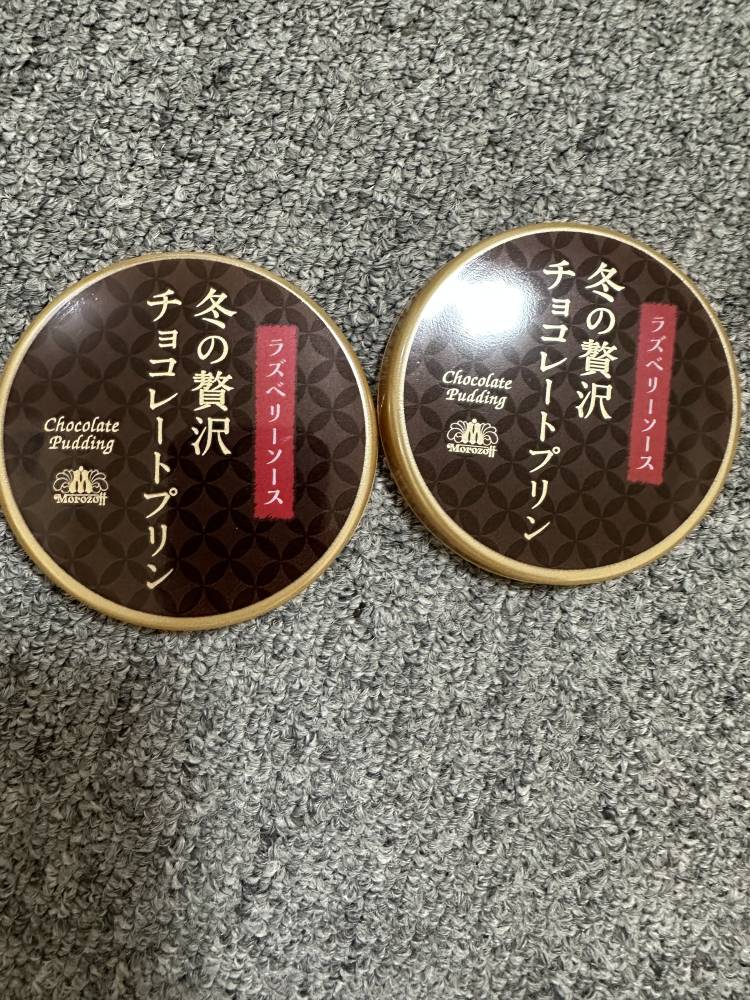 ラズベリーソース
冬の贅沢
チョコレートプリン
Chocolate
Pudding
Morozoff
ラズベリーソース
冬の贅沢
チョコレートプリン
Chocolate
Pudding
Morozoff